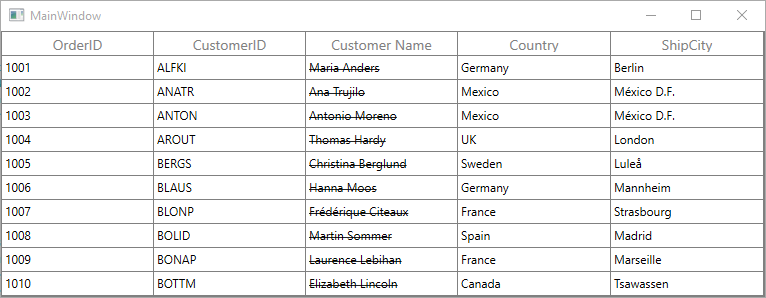 MainWindow
OrderID CustomerID Customer Name Country ShipCity
1001 ALFKI Maria Anders Germany Berlin
1002 ANATR Ana Trujilo Mexico México D.F.
1003 ANTON Antonio Moreno Mexico México D.F.
1004 AROUT Thomas Hardy UK London
1005 BERGS Christina Berglund Sweden Luleå
1006 BLAUS Hanna Moos Germany Mannheim
1007 BLONP Frédérique Citeaux France Strasbourg
1008 BOLID Martin Sommer Spain Madrid
1009 BONAP Laurence Lebihan France Marseille
1010 BOTTM Elizabeth Lincoln Canada Tsawassen